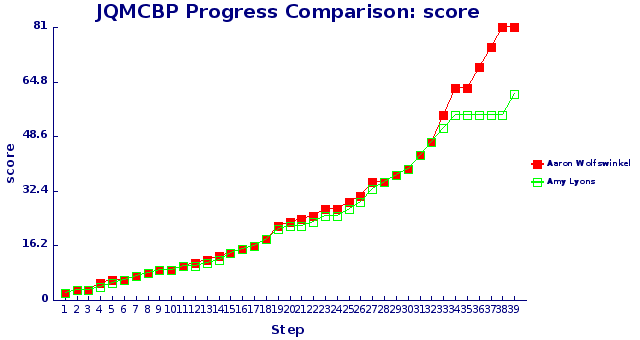 JQMCBP Progress Comparison: score
81
64.8
48.6
32.4
16.2
0
score
1 2 3 4 5 6 7 8 9 10 11 12 13 14 15 16 17 18 19 20 21 22 23 24 25 26 27 28 29 30 31 32 33 34 35 36 37 38 39
Step
Aaron Wolfswinkel
Amy Lyons